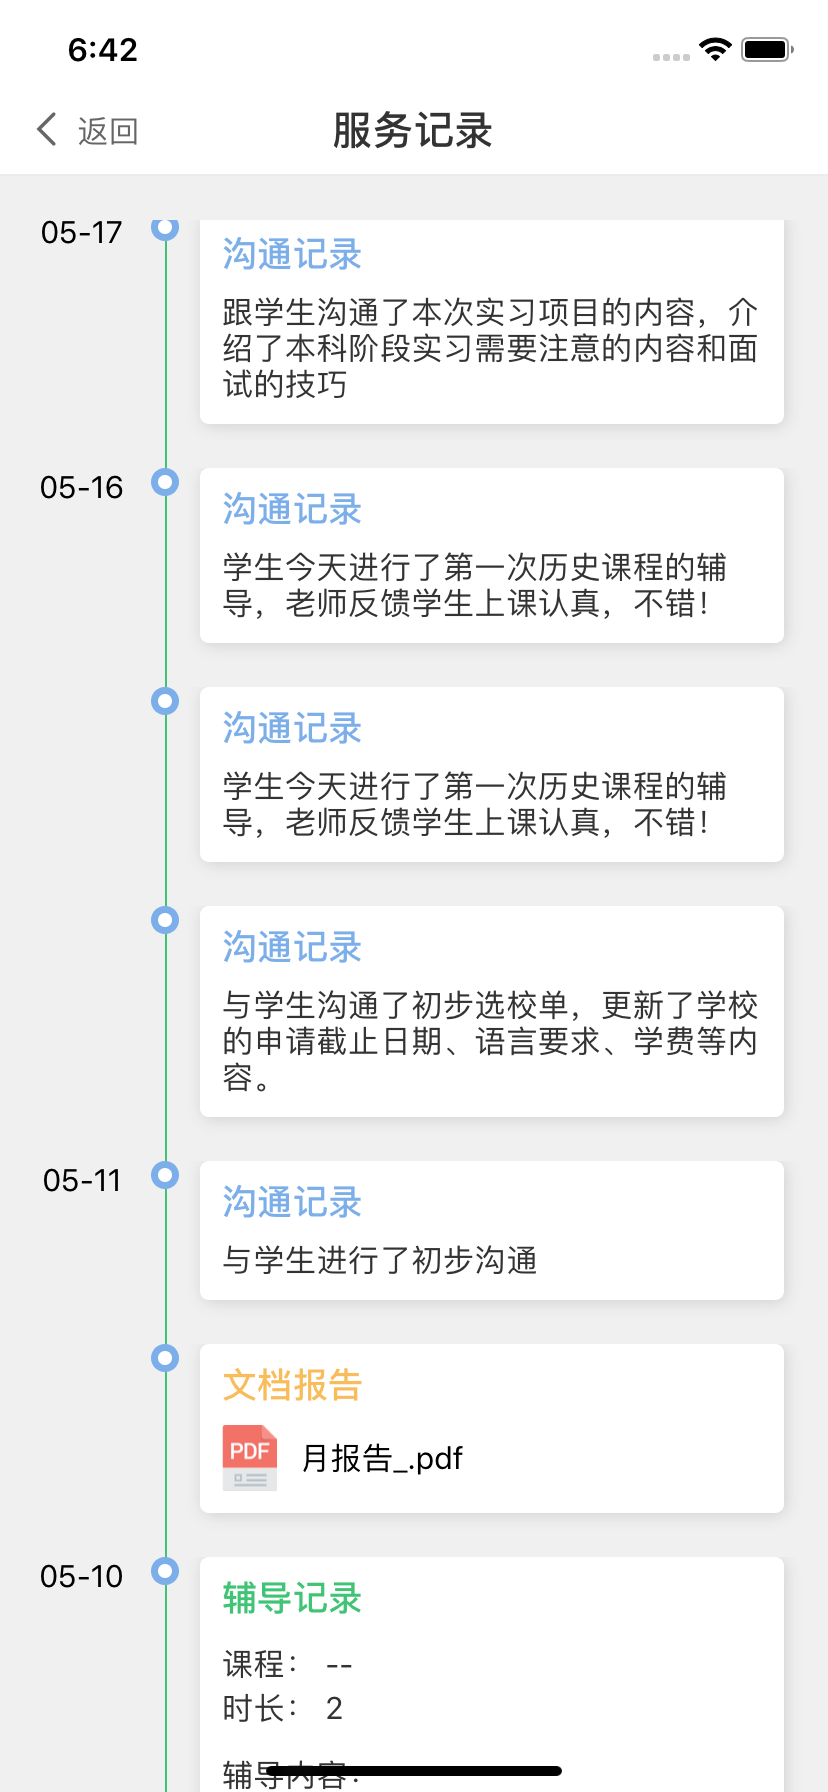 6:42
返回
服务记录
05-17
沟通记录
跟学生沟通了本次实习项目的内容，介
绍了本科阶段实习需要注意的内容和面
试的技巧
05-16
沟通记录
学生今天进行了第一次历史课程的辅
导，老师反馈学生上课认真，不错！
沟通记录
学生今天进行了第一次历史课程的辅
导，老师反馈学生上课认真，不错！
沟通记录
与学生沟通了初步选校单，更新了学校
的申请截止日期、语言要求、学费等内
容。
05-11
沟通记录
与学生进行了初步沟通
文档报告
PDF
月报告_.pdf
05-10
辅导记录
课程： --
时长： 2
辅导内容：